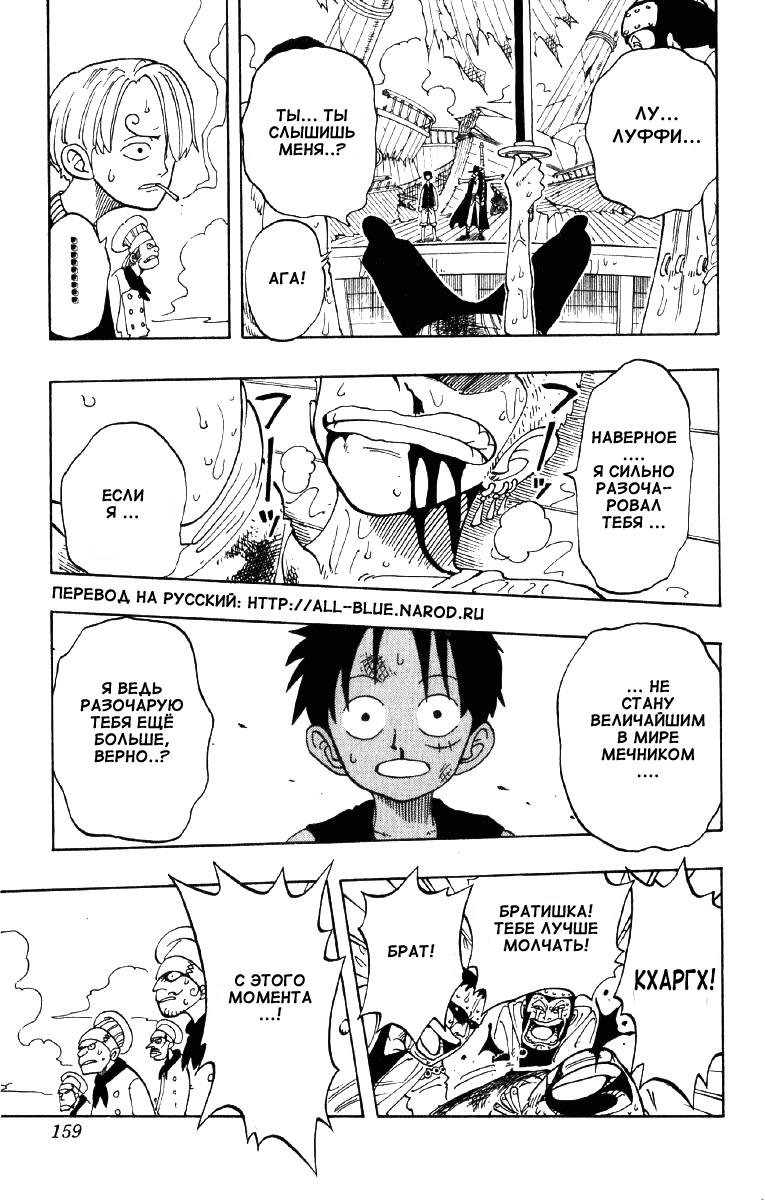 ЛУ...
ЛУФФИ...
ТЫ... ТЫ
СЛЫШИШЬ
МЕНЯ..?
АГА!
НАВЕРНОЕ
....
Я СИЛЬНО
РАЗОЧА-
РОВАЛ
ТЕБЯ ...
ЕСЛИ
Я ...
ПЕРЕВОД НА РУССКИЙ: HTTP://ALL-BLUE.NAROD.RU
... НЕ
СТАНУ
ВЕЛИЧАЙШИМ
В МИРЕ
МЕЧНИКОМ
....
Я ВЕДЬ
РАЗОЧАРУЮ
ТЕБЯ ЕЩЁ
БОЛЬШЕ,
ВЕРНО..?
КХАРГХ!
БРАТИШКА!
ТЕБЕ ЛУЧШЕ
МОЛЧАТЬ!
БРАТ!
С ЭТОГО
МОМЕНТА
...!
159